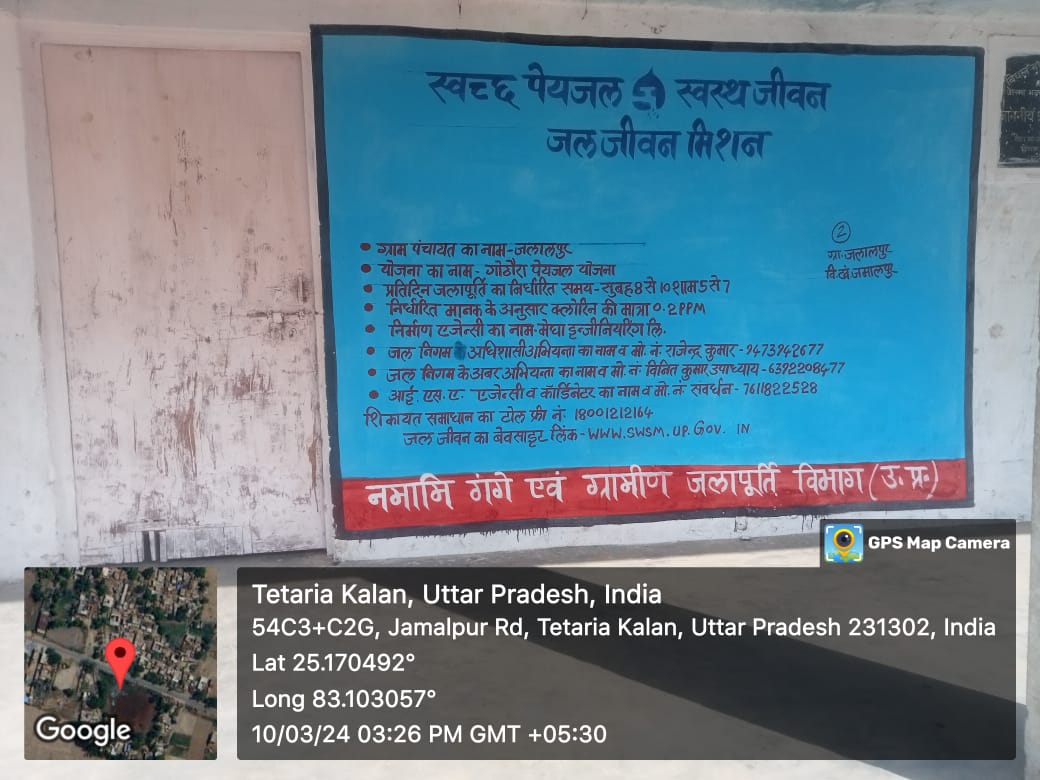 स्वच्छ पेयजल स्वस्थ जीवन
जल जीवन मिशन
② 
ग्रा॰ जलालपुर
वि.खं. जमालपुर
• ग्राम पंचायत का नाम-जलालपुर
• योजना का नाम- गोठौरा पेयजल योजना
• प्रतिदिन जलापूर्ति का निर्धारित समय-सुबह 8 से 10 शाम 5 से 7
• निर्धारित मानक के अनुसार क्लोरिन की मात्रा 0.2 PPM
• निर्माण एजेन्सी का नाम-मेघा इन्जीनियरिंग लि.
• जल निगम अधिशासी अभियन्ता का नाम व मो. नं. राजेन्द्र कुमार-9473942677
• जल निगम के अवर अभियन्ता का नाम व मो. नं. विनित कुमार उपाध्याय-6392208477
• आई. एस. ए. एजेन्सी व कॉर्डिनेटर का नाम व मो. नं. सवर्धन-7611822528
शिकायत समाधान का टोल फ्री नं. 18001212164
जल जीवन का बेवसाइट लिंक-WWW.SWSM.UP.GOV. IN
नमामि गंगे एवं ग्रामीण जलापूर्ति विभाग (उ.प्र.)
GPS Map Camera
Tetaria Kalan, Uttar Pradesh, India
54C3+C2G, Jamalpur Rd, Tetaria Kalan, Uttar Pradesh 231302, India
Lat 25.170492°
Long 83.103057°
10/03/24 03:26 PM GMT +05:30
Google